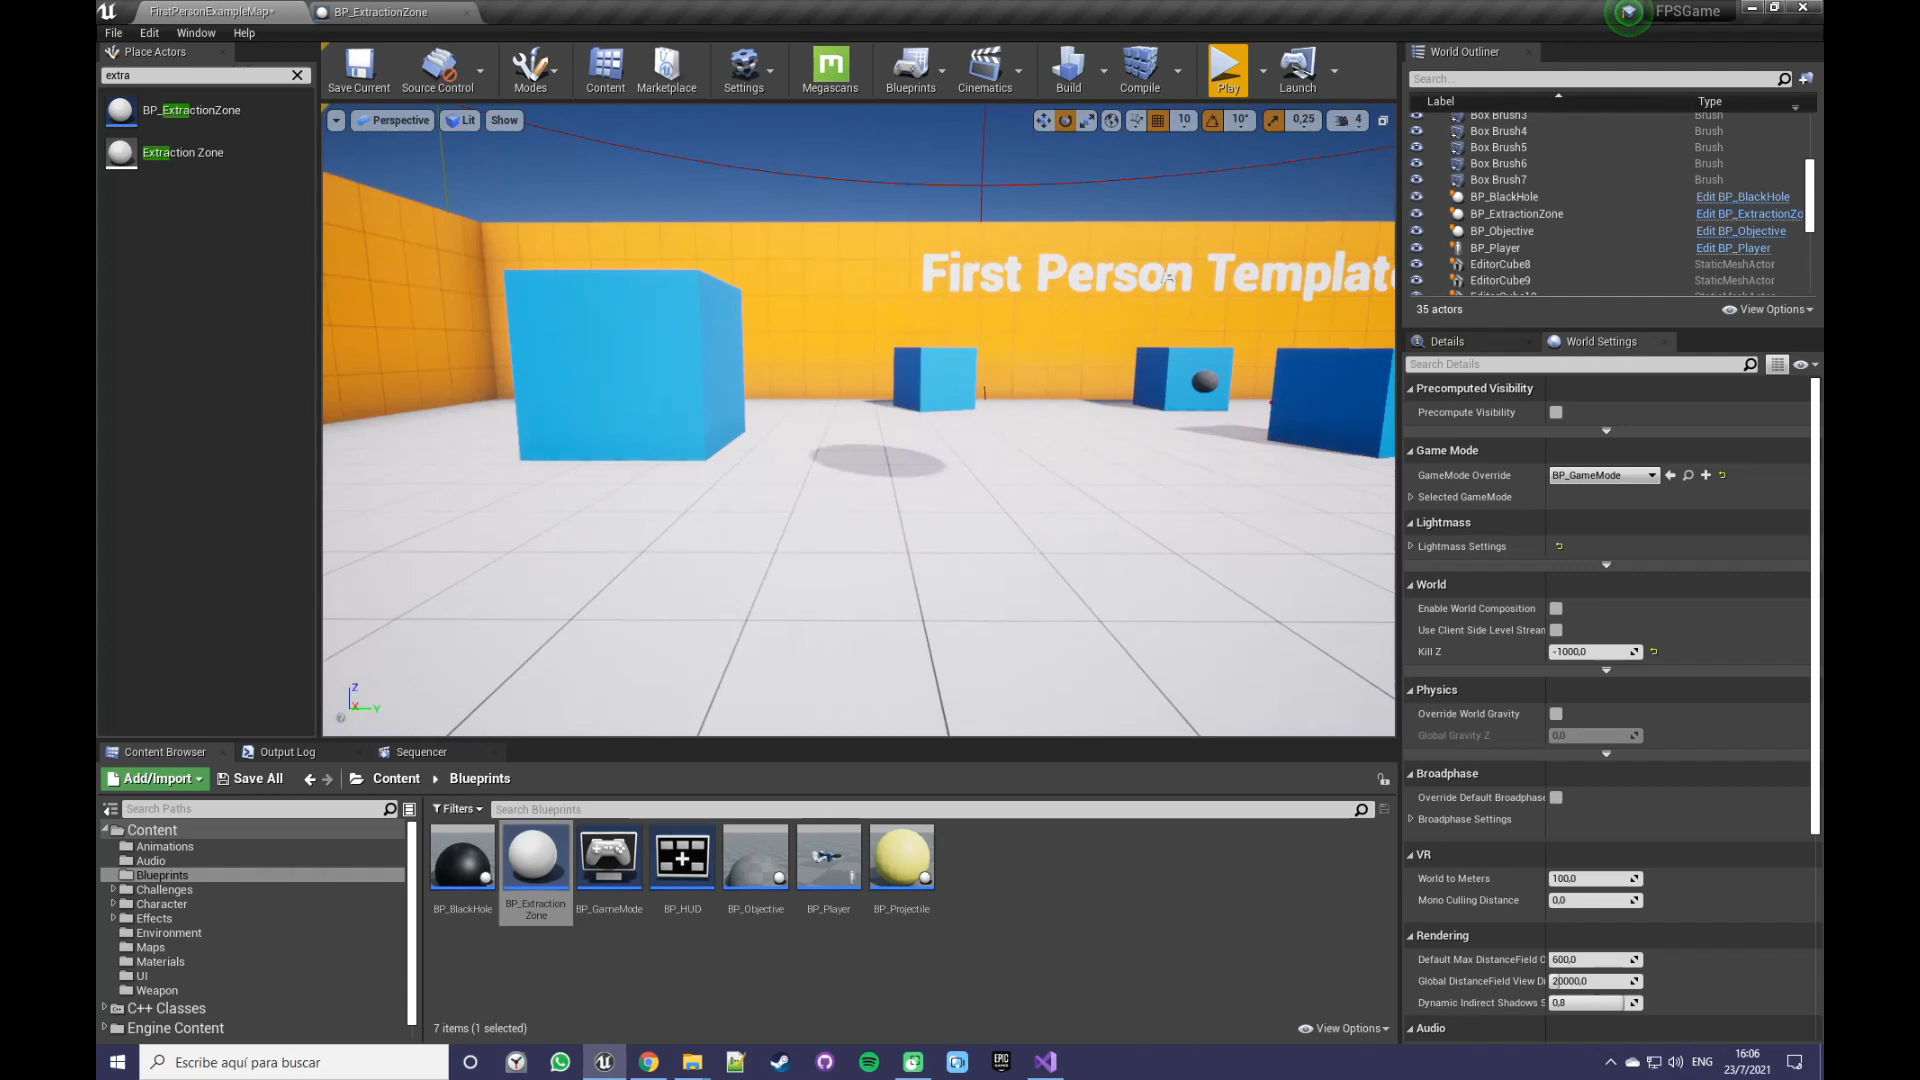 FirstPersonExampleMap*
BP_ExtractionZone
FPSGame
File Edit Window Help
Place Actors
extra
BP_ExtractionZone
Extraction Zone
Save Current
Source Control
Modes
Content
Marketplace
Settings
Megascans
Blueprints
Cinematics
Build
Compile
Play
Launch
Perspective
Lit
Show
10
10°
0,25
4
First Person Template
Z
X
Y
World Outliner
Search...
Label Type
Box Brush3 Brush
Box Brush4 Brush
Box Brush5 Brush
Box Brush6 Brush
Box Brush7 Brush
BP_BlackHole Edit BP_BlackHole
BP_ExtractionZone Edit BP_ExtractionZo
BP_Objective Edit BP_Objective
BP_Player Edit BP_Player
EditorCube8 StaticMeshActor
EditorCube9 StaticMeshActor
35 actors
View Options
Details
World Settings
Search Details
Precomputed Visibility
Precompute Visibility
Game Mode
GameMode Override BP_GameMode
Selected GameMode
Lightmass
Lightmass Settings
World
Enable World Composition
Use Client Side Level Stream
Kill Z -1000,0
Physics
Override World Gravity
Global Gravity Z 0,0
Broadphase
Override Default Broadphase
Broadphase Settings
VR
World to Meters 100,0
Mono Culling Distance 0,0
Rendering
Default Max DistanceField O 600,0
Global DistanceField View Di 20000,0
Dynamic Indirect Shadows S 0,8
Audio
Content Browser
Output Log
Sequencer
Add/Import
Save All
Content
Blueprints
Search Paths
Filters
Search Blueprints
Content
Animations
Audio
Blueprints
Challenges
Character
Effects
Environment
Maps
Materials
UI
Weapon
C++ Classes
Engine Content
BP_BlackHole
BP_Extraction
Zone
BP_GameMode
BP_HUD
BP_Objective
BP_Player
BP_Projectile
7 items (1 selected)
View Options
Escribe aquí para buscar
EPIC
GAMES
ENG
16:06
23/7/2021